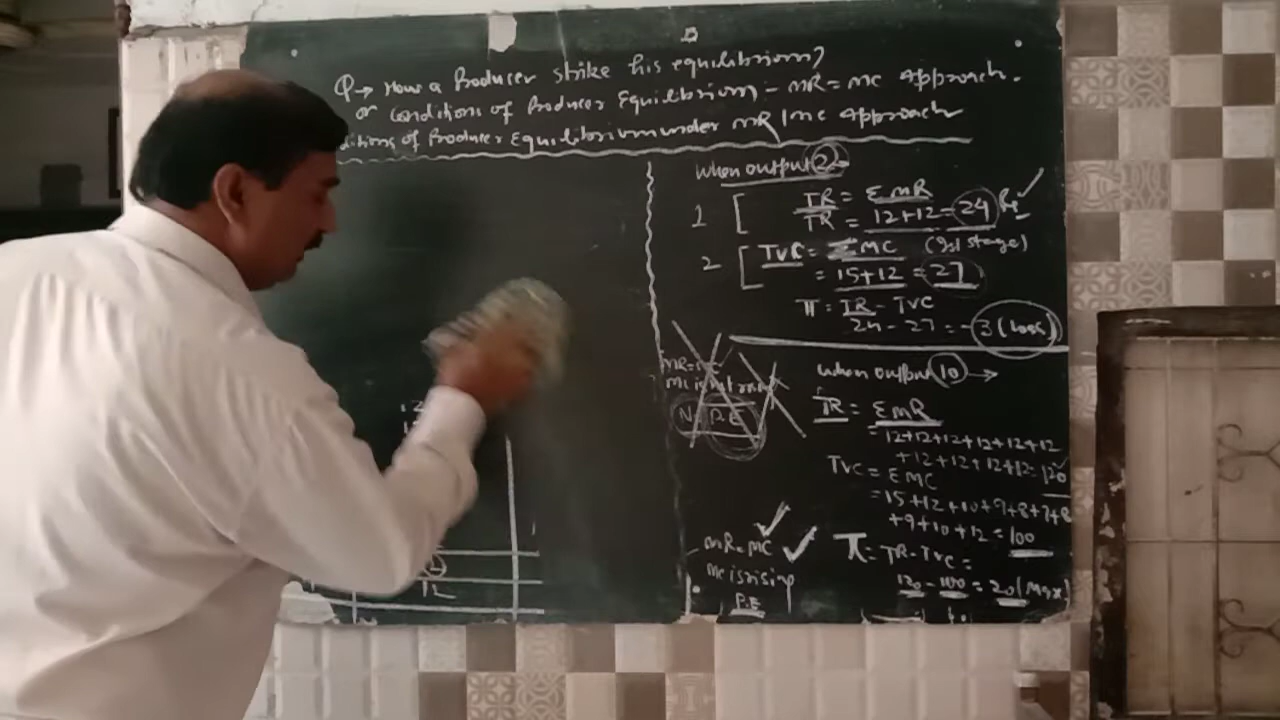 Q→ How a Producer strike his equilibrium?
or Conditions of Producer Equilibrium - MR = MC Approach.
ditions of Producer Equilibrium under MR/MC Approach
When output 2→
1 [ TR = ΣMR
TR = 12+12 = 24 Rs ✓
2 [ TVC = ΣMC (Ist stage)
= 15+12 = 27
π = TR - TVC
24 - 27 = -3 (Loss)
MR=MC
N. P.E
when output 10 →
TR = ΣMR
= 12+12+12+12+12+12
+12+12+12+12=120
TVC = ΣMC
= 15+12+10+9+8+7+8
+9+10+12 = 100
π = TR - TVC =
120 - 100 = 20 (Max)
MR = MC
MC is rising
P.E
12
12